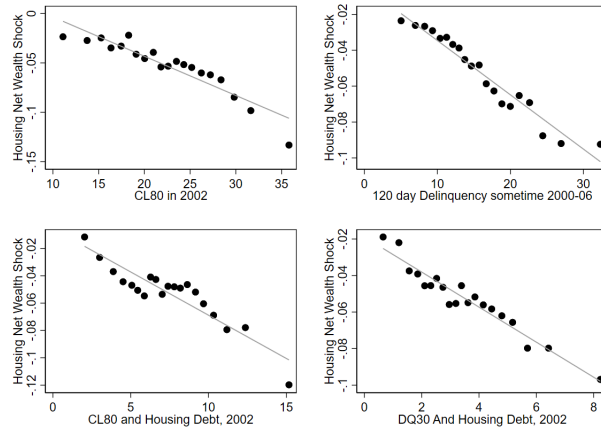 Housing Net Wealth Shock
0
-.05
-.1
-.15
10 15 20 25 30 35
CL80 in 2002
Housing Net Wealth Shock
-.02
-.04
-.06
-.08
-.1
0 10 20 30
120 day Delinquency sometime 2000-06
Housing Net Wealth Shock
-.02
-.04
-.06
-.08
-.1
-.12
0 5 10 15
CL80 and Housing Debt, 2002
Housing Net Wealth Shock
-.02
-.04
-.06
-.08
-.1
0 2 4 6 8
DQ30 And Housing Debt, 2002